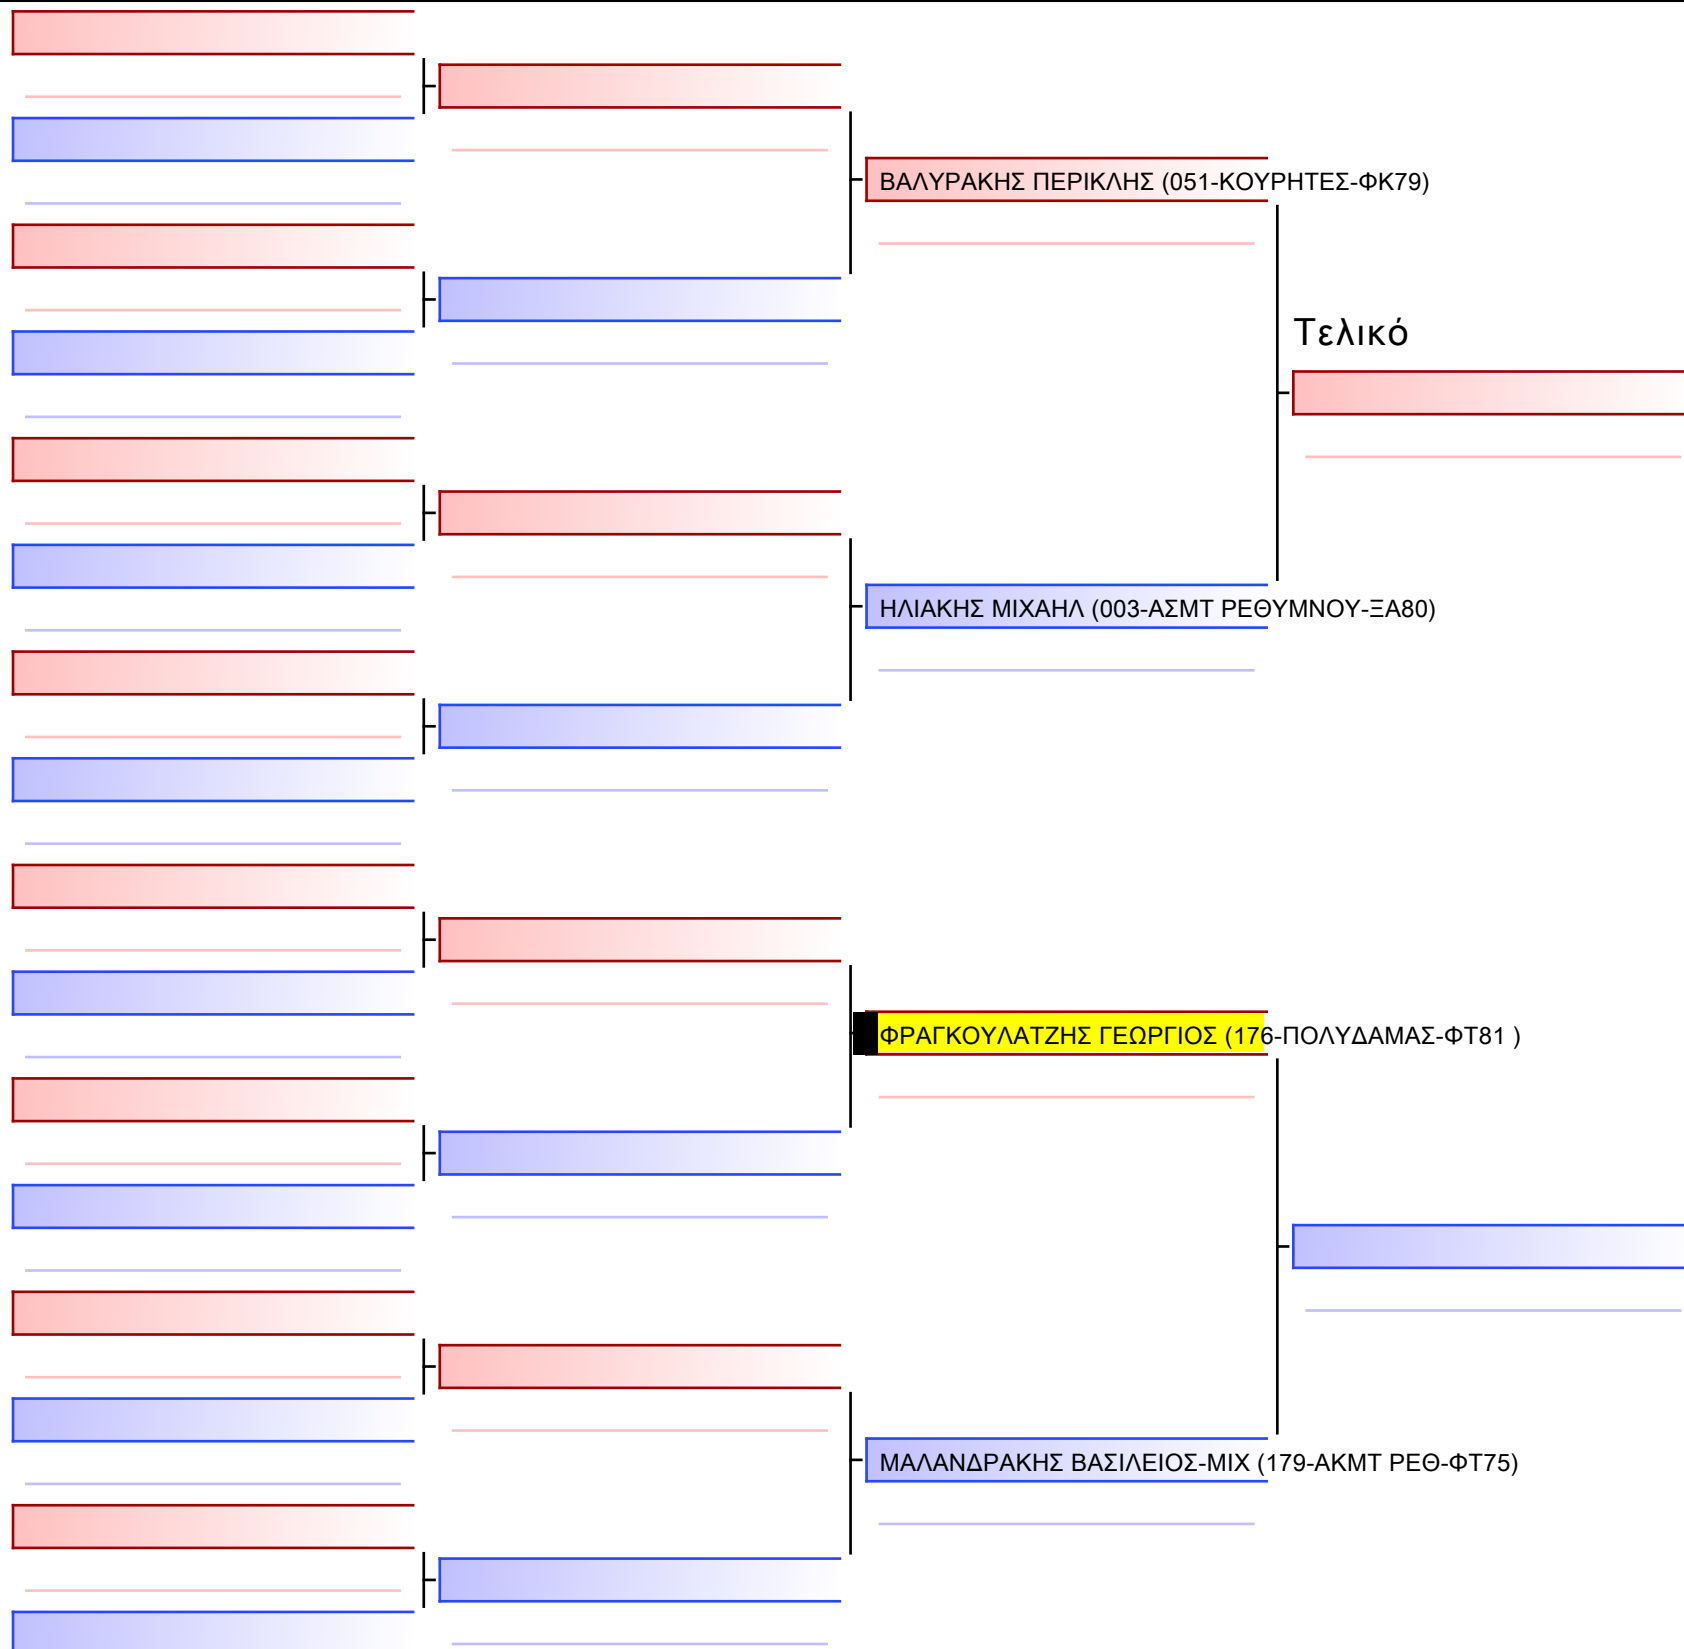 ΒΑΛΥΡΑΚΗΣ ΠΕΡΙΚΛΗΣ (051-ΚΟΥΡΗΤΕΣ-ΦΚ79)
Τελικό
ΗΛΙΑΚΗΣ ΜΙΧΑΗΛ (003-ΑΣΜΤ ΡΕΘΥΜΝΟΥ-ΞΑ80)
ΦΡΑΓΚΟΥΛΑΤΖΗΣ ΓΕΩΡΓΙΟΣ (176-ΠΟΛΥΔΑΜΑΣ-ΦΤ81 )
ΜΑΛΑΝΔΡΑΚΗΣ ΒΑΣΙΛΕΙΟΣ-ΜΙΧ (179-ΑΚΜΤ ΡΕΘ-ΦΤ75)